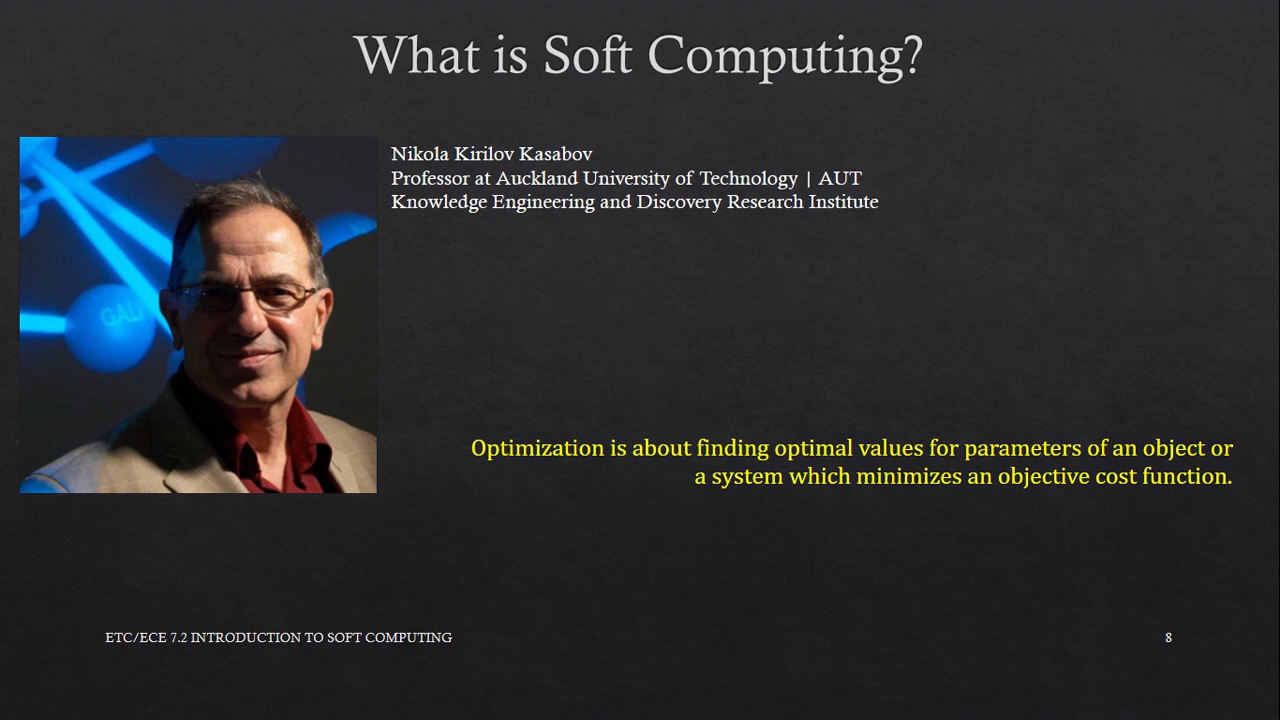 What is Soft Computing?
Nikola Kirilov Kasabov
Professor at Auckland University of Technology | AUT
Knowledge Engineering and Discovery Research Institute
GAL
Optimization is about finding optimal values for parameters of an object or
a system which minimizes an objective cost function.
ETC/ECE 7.2 INTRODUCTION TO SOFT COMPUTING
8